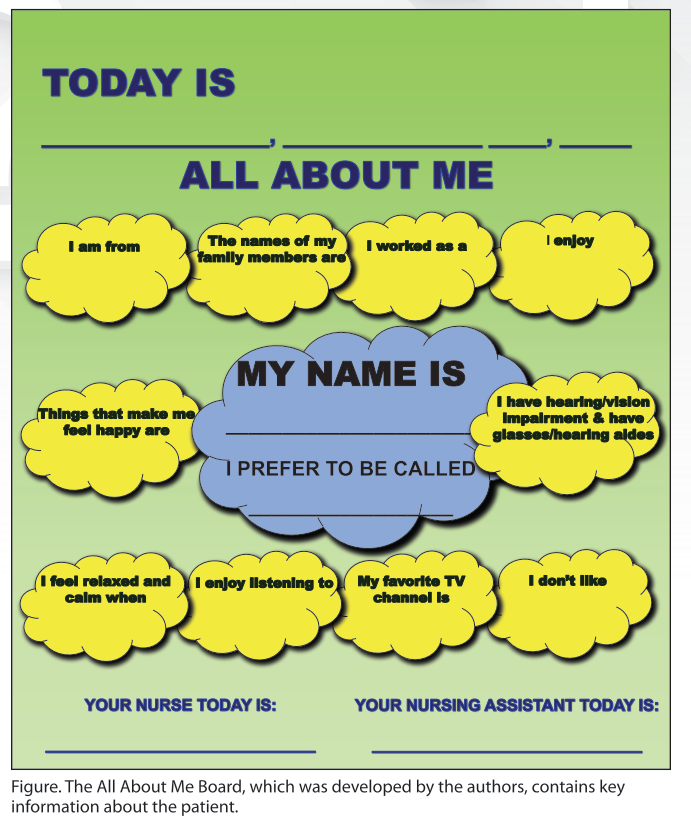 TODAY IS
____________________, __________________ _____, ______
ALL ABOUT ME
I am from
The names of my
family members are
I worked as a
I enjoy
Things that make me
feel happy are
MY NAME IS
I PREFER TO BE CALLED
I have hearing/vision
impairment & have
glasses/hearing aides
I feel relaxed and
calm when
I enjoy listening to
My favorite TV
channel is
I don't like
YOUR NURSE TODAY IS:
YOUR NURSING ASSISTANT TODAY IS:
Figure. The All About Me Board, which was developed by the authors, contains key
information about the patient.